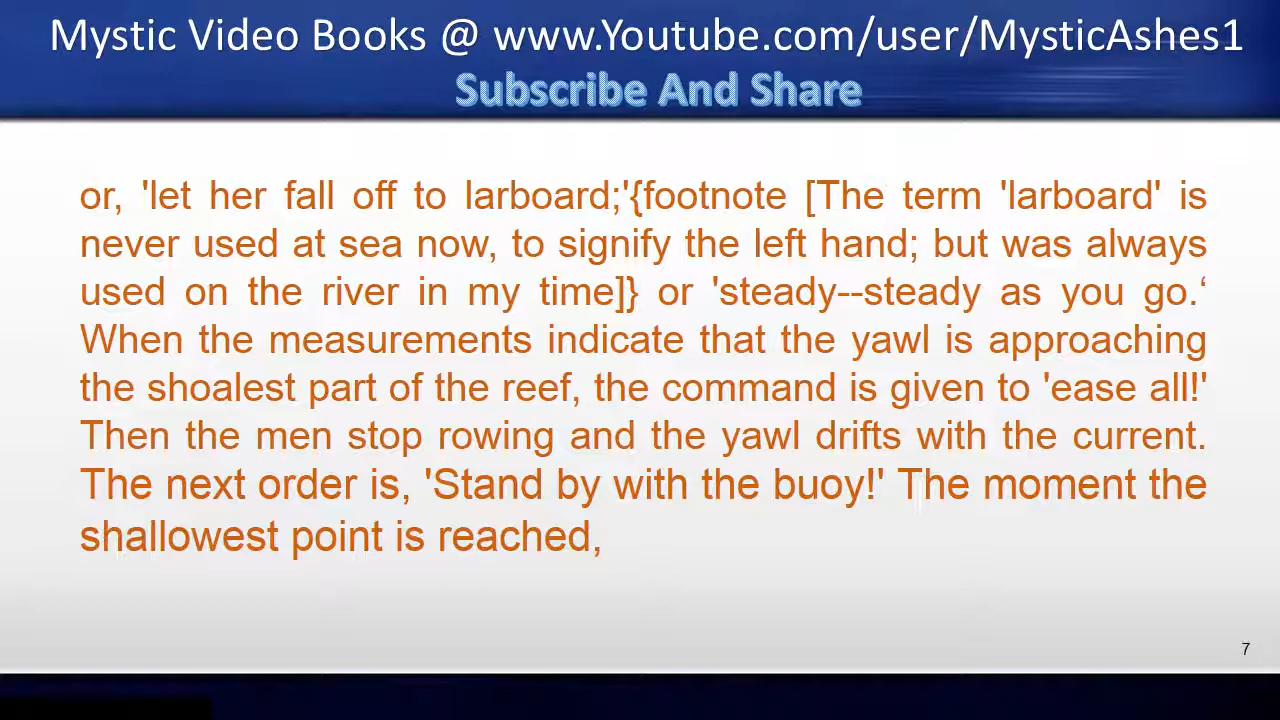 Mystic Video Books @ www.Youtube.com/user/MysticAshes1
Subscribe And Share
or, 'let her fall off to larboard;'{footnote [The term 'larboard' is
never used at sea now, to signify the left hand; but was always
used on the river in my time]} or 'steady--steady as you go.‘
When the measurements indicate that the yawl is approaching
the shoalest part of the reef, the command is given to 'ease all!'
Then the men stop rowing and the yawl drifts with the current.
The next order is, 'Stand by with the buoy!' The moment the
shallowest point is reached,
7